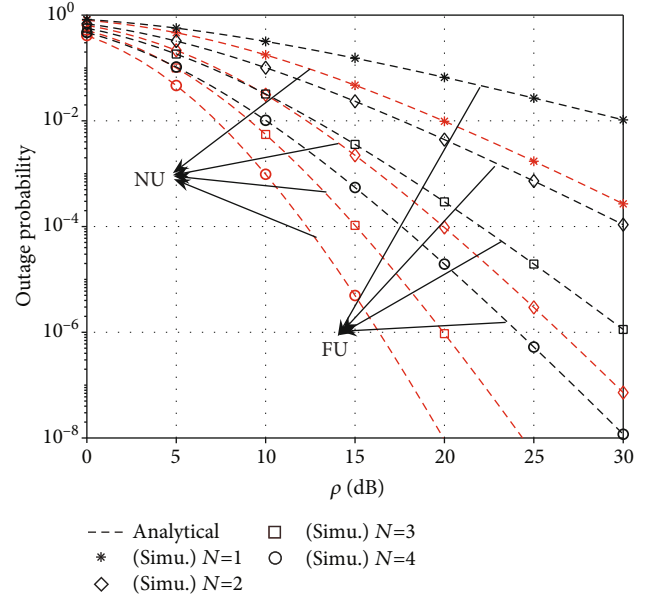 Outage probability
10^0
10^-2
10^-4
10^-6
10^-8
NU
FU
0 5 10 15 20 25 30
ρ (dB)
Analytical
(Simu.) N=1
(Simu.) N=2
(Simu.) N=3
(Simu.) N=4